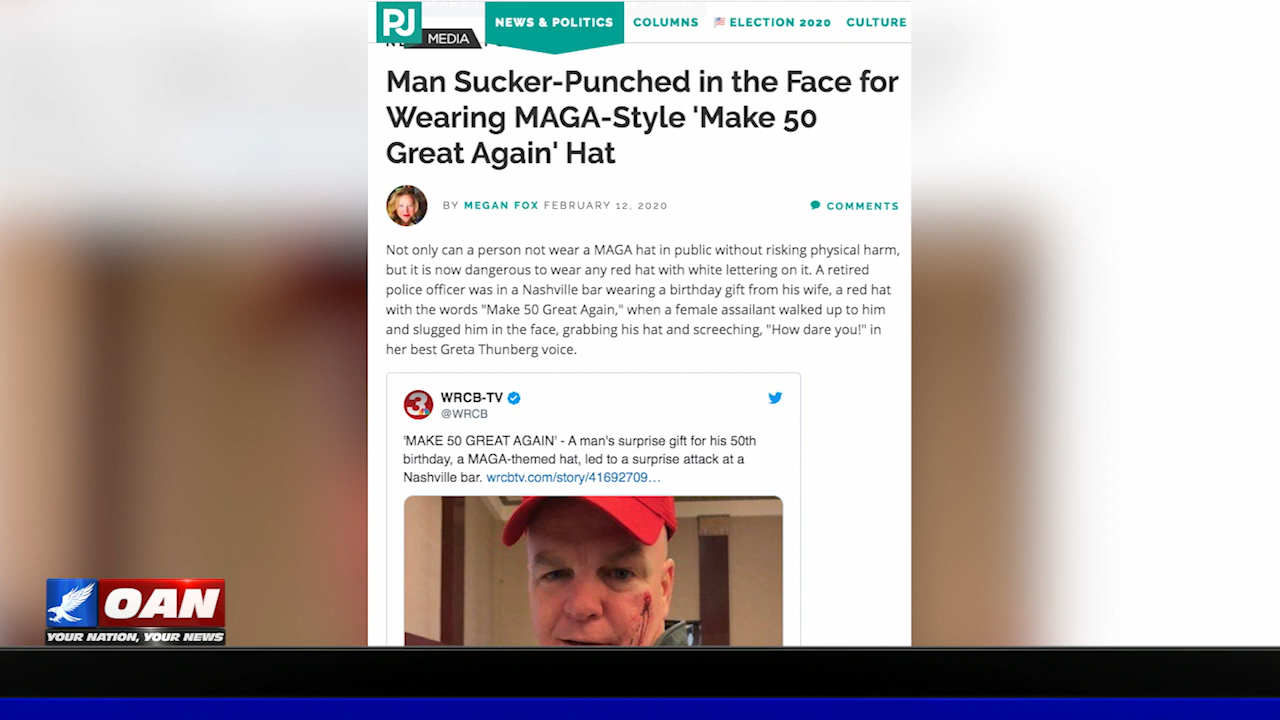 PJ
MEDIA
NEWS & POLITICS
COLUMNS
ELECTION 2020
CULTURE
Man Sucker-Punched in the Face for
Wearing MAGA-Style 'Make 50
Great Again' Hat
BY MEGAN FOX FEBRUARY 12, 2020
COMMENTS
Not only can a person not wear a MAGA hat in public without risking physical harm,
but it is now dangerous to wear any red hat with white lettering on it. A retired
police officer was in a Nashville bar wearing a birthday gift from his wife, a red hat
with the words "Make 50 Great Again," when a female assailant walked up to him
and slugged him in the face, grabbing his hat and screeching, "How dare you!" in
her best Greta Thunberg voice.
3
WRCB-TV
@WRCB
'MAKE 50 GREAT AGAIN' - A man's surprise gift for his 50th
birthday, a MAGA-themed hat, led to a surprise attack at a
Nashville bar. wrcbtv.com/story/41692709…
OAN
YOUR NATION, YOUR NEWS